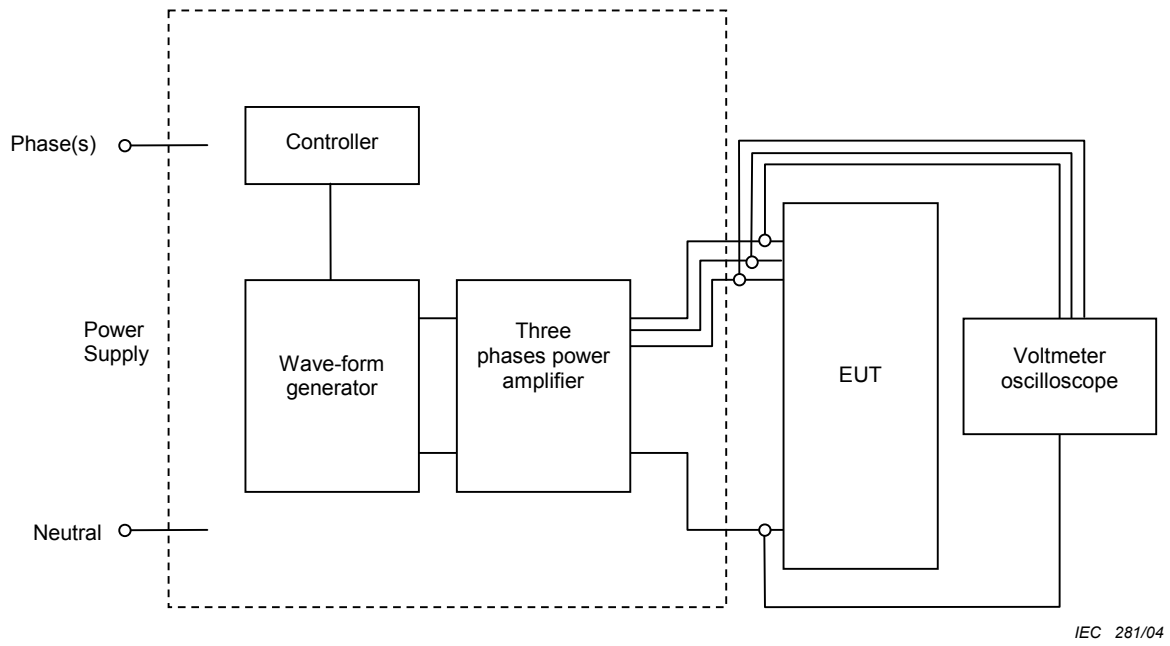 Phase(s)
Controller
Power
Supply
Wave-form
generator
Three
phases power
amplifier
EUT
Voltmeter
oscilloscope
Neutral
IEC 281/04